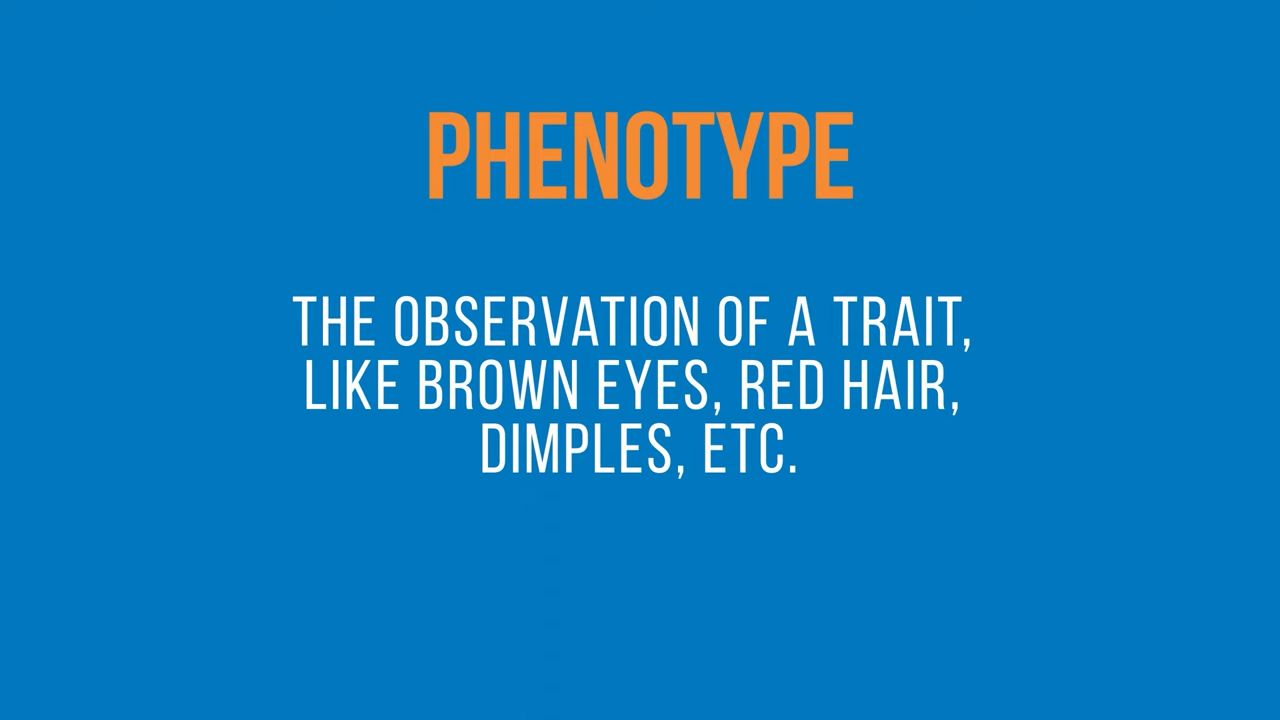 PHENOTYPE
THE OBSERVATION OF A TRAIT,
LIKE BROWN EYES, RED HAIR,
DIMPLES, ETC.